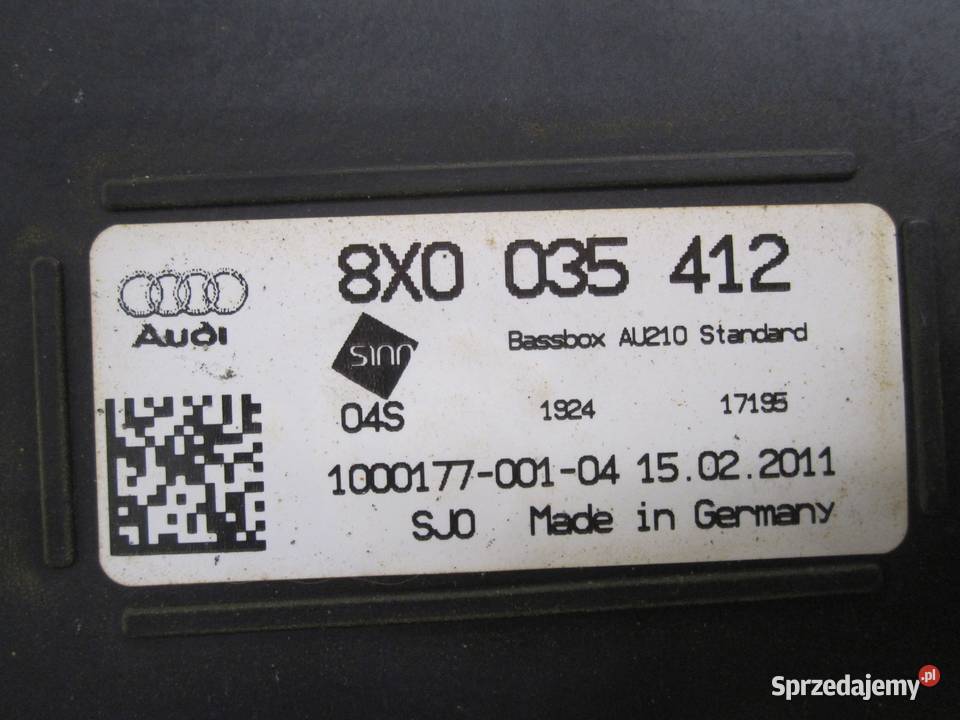 8X0 035 412
Audi
sinn
Bassbox AU210 Standard
04S 1924 17195
1000177-001-04 15.02.2011
SJ0 Made in Germany
Sprzedajemy.pl